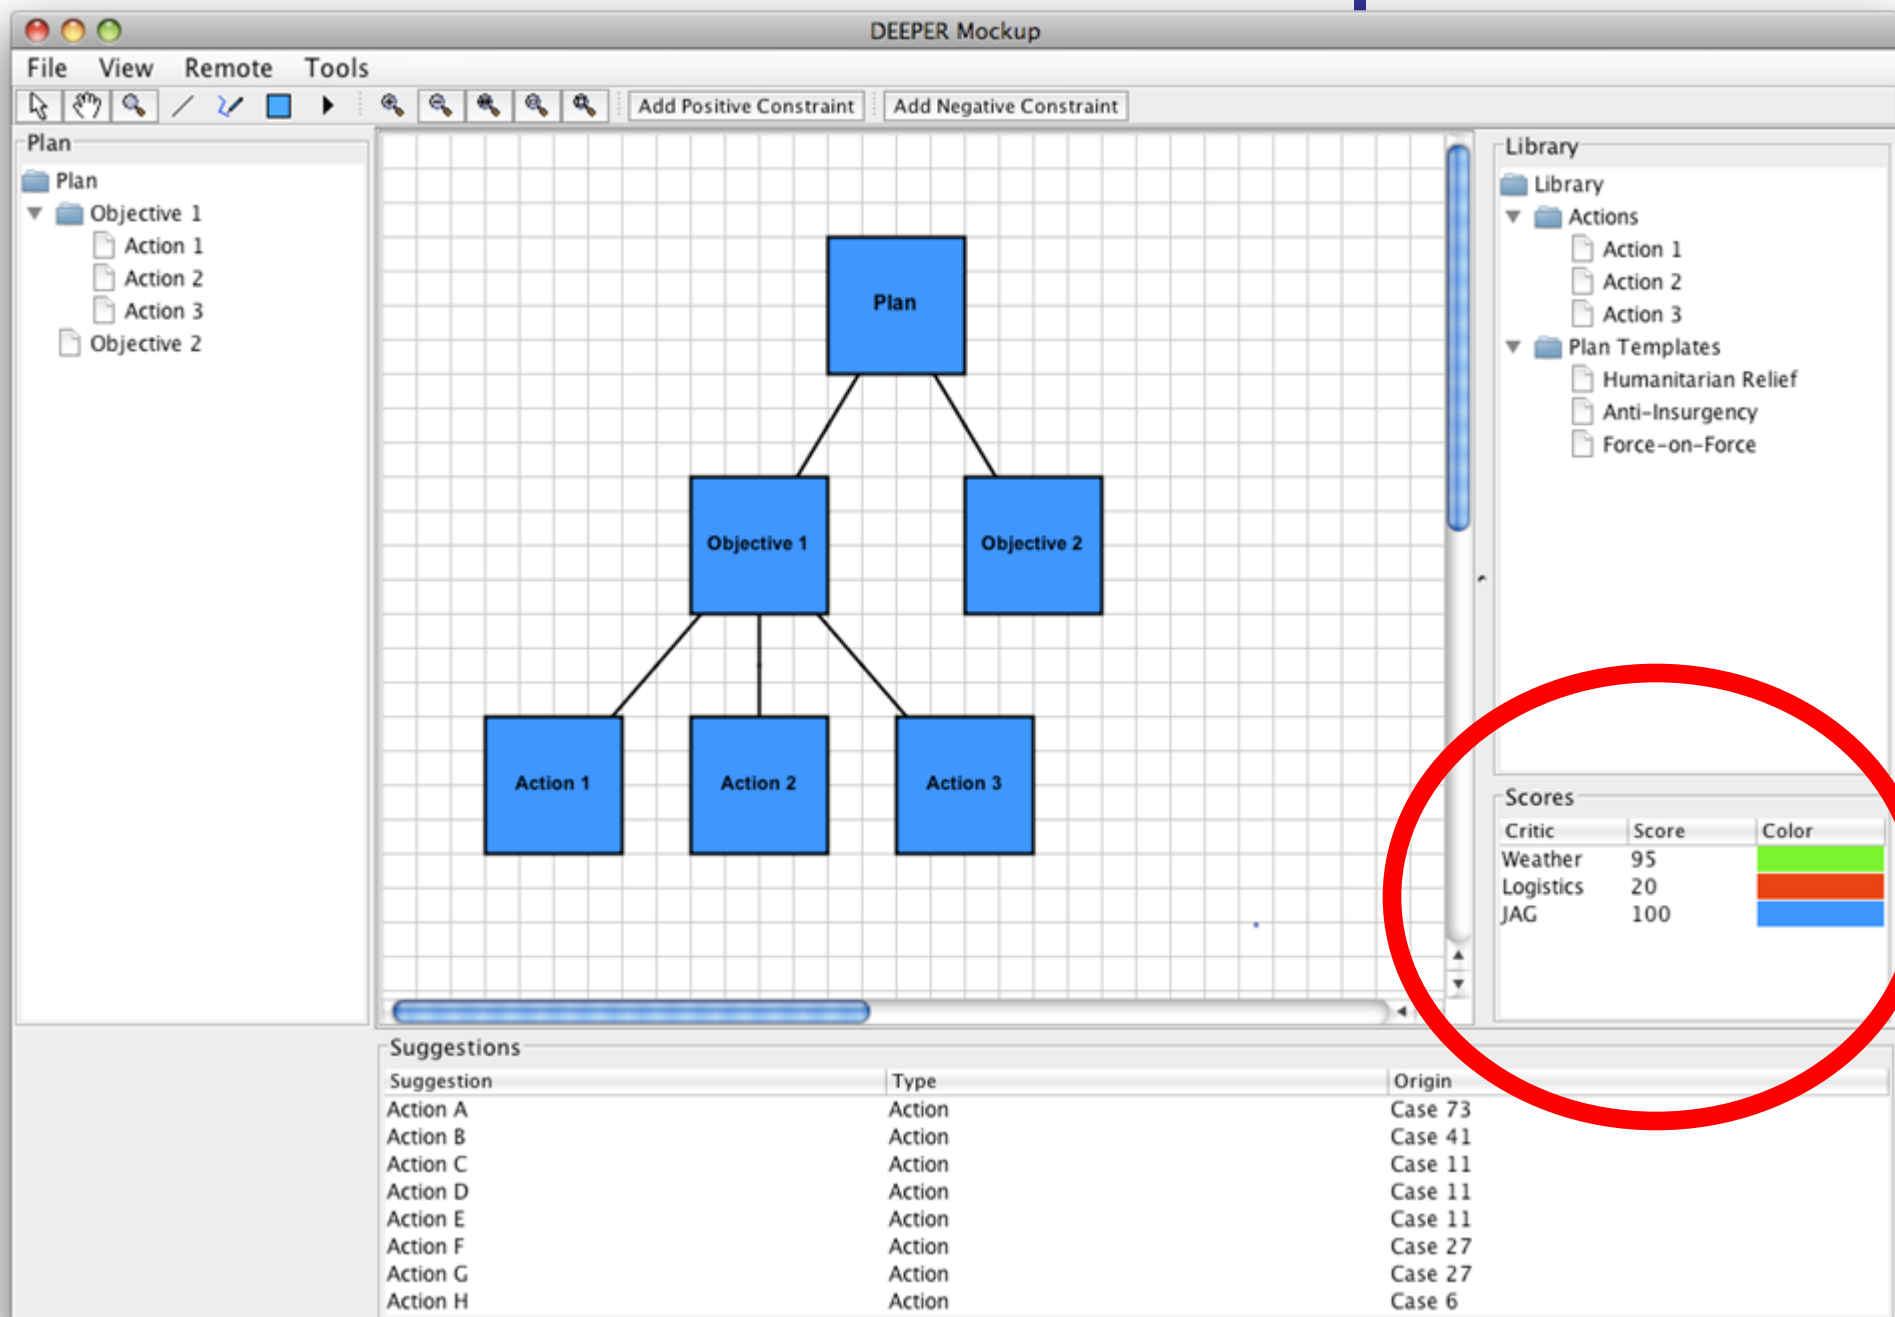 DEEPER Mockup
File View Remote Tools
Add Positive Constraint Add Negative Constraint
Plan
Plan
Objective 1
Action 1
Action 2
Action 3
Objective 2
Plan
Objective 1 Objective 2
Action 1 Action 2 Action 3
Library
Library
Actions
Action 1
Action 2
Action 3
Plan Templates
Humanitarian Relief
Anti-Insurgency
Force-on-Force
Scores
Critic Score Color
Weather 95
Logistics 20
JAG 100
Suggestions
Suggestion Type Origin
Action A Action Case 73
Action B Action Case 41
Action C Action Case 11
Action D Action Case 11
Action E Action Case 11
Action F Action Case 27
Action G Action Case 27
Action H Action Case 6